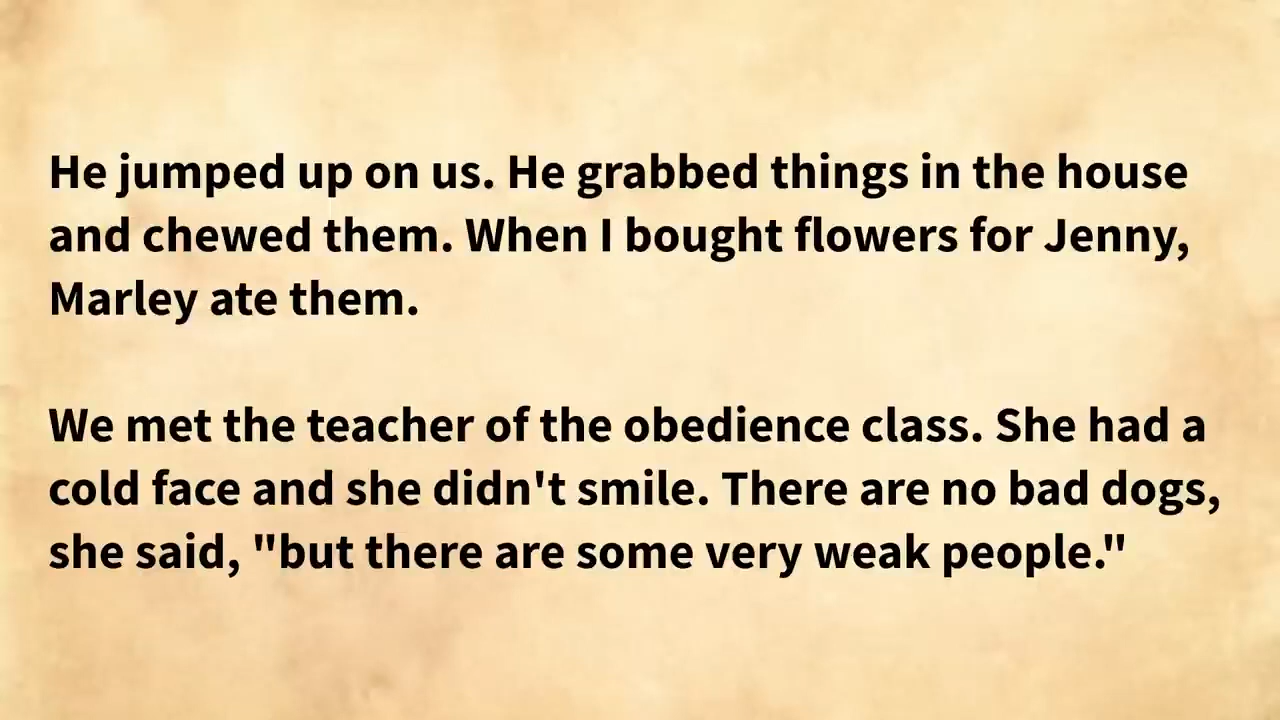 He jumped up on us. He grabbed things in the house
and chewed them. When I bought flowers for Jenny,
Marley ate them.
We met the teacher of the obedience class. She had a
cold face and she didn't smile. There are no bad dogs,
she said, "but there are some very weak people."